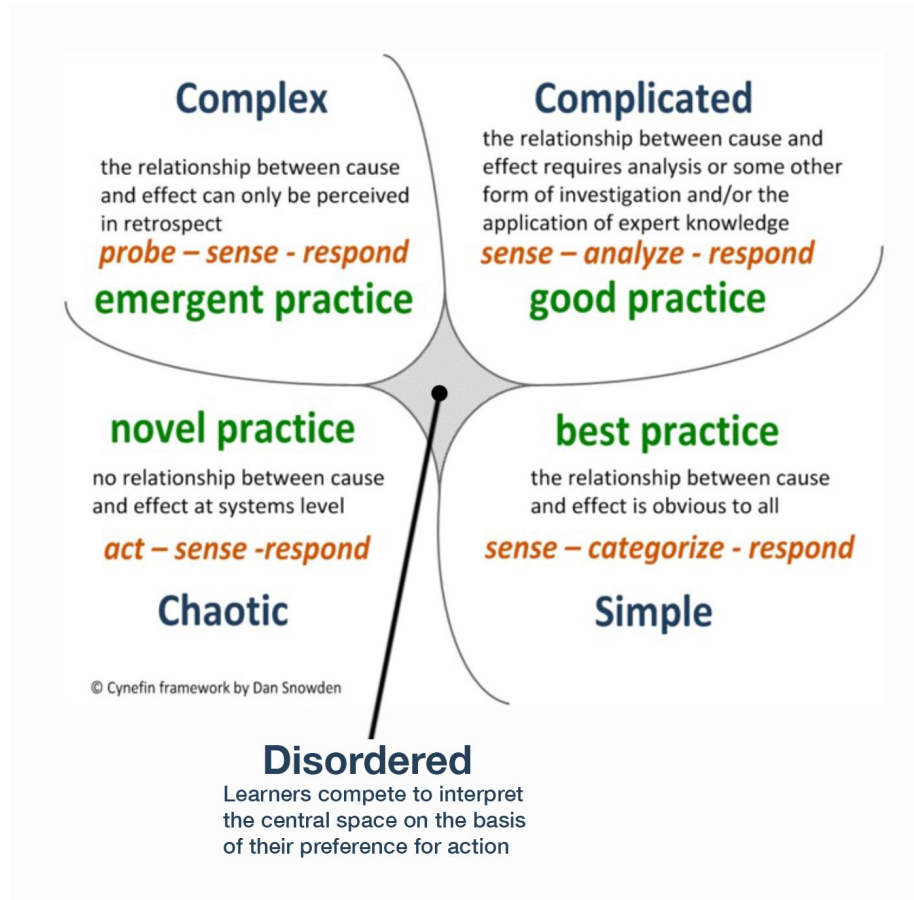 Complex
the relationship between cause
and effect can only be perceived
in retrospect
probe – sense - respond
emergent practice
Complicated
the relationship between cause and
effect requires analysis or some other
form of investigation and/or the
application of expert knowledge
sense – analyze - respond
good practice
novel practice
no relationship between cause
and effect at systems level
act – sense -respond
Chaotic
best practice
the relationship between cause
and effect is obvious to all
sense – categorize - respond
Simple
© Cynefin framework by Dan Snowden
Disordered
Learners compete to interpret
the central space on the basis
of their preference for action